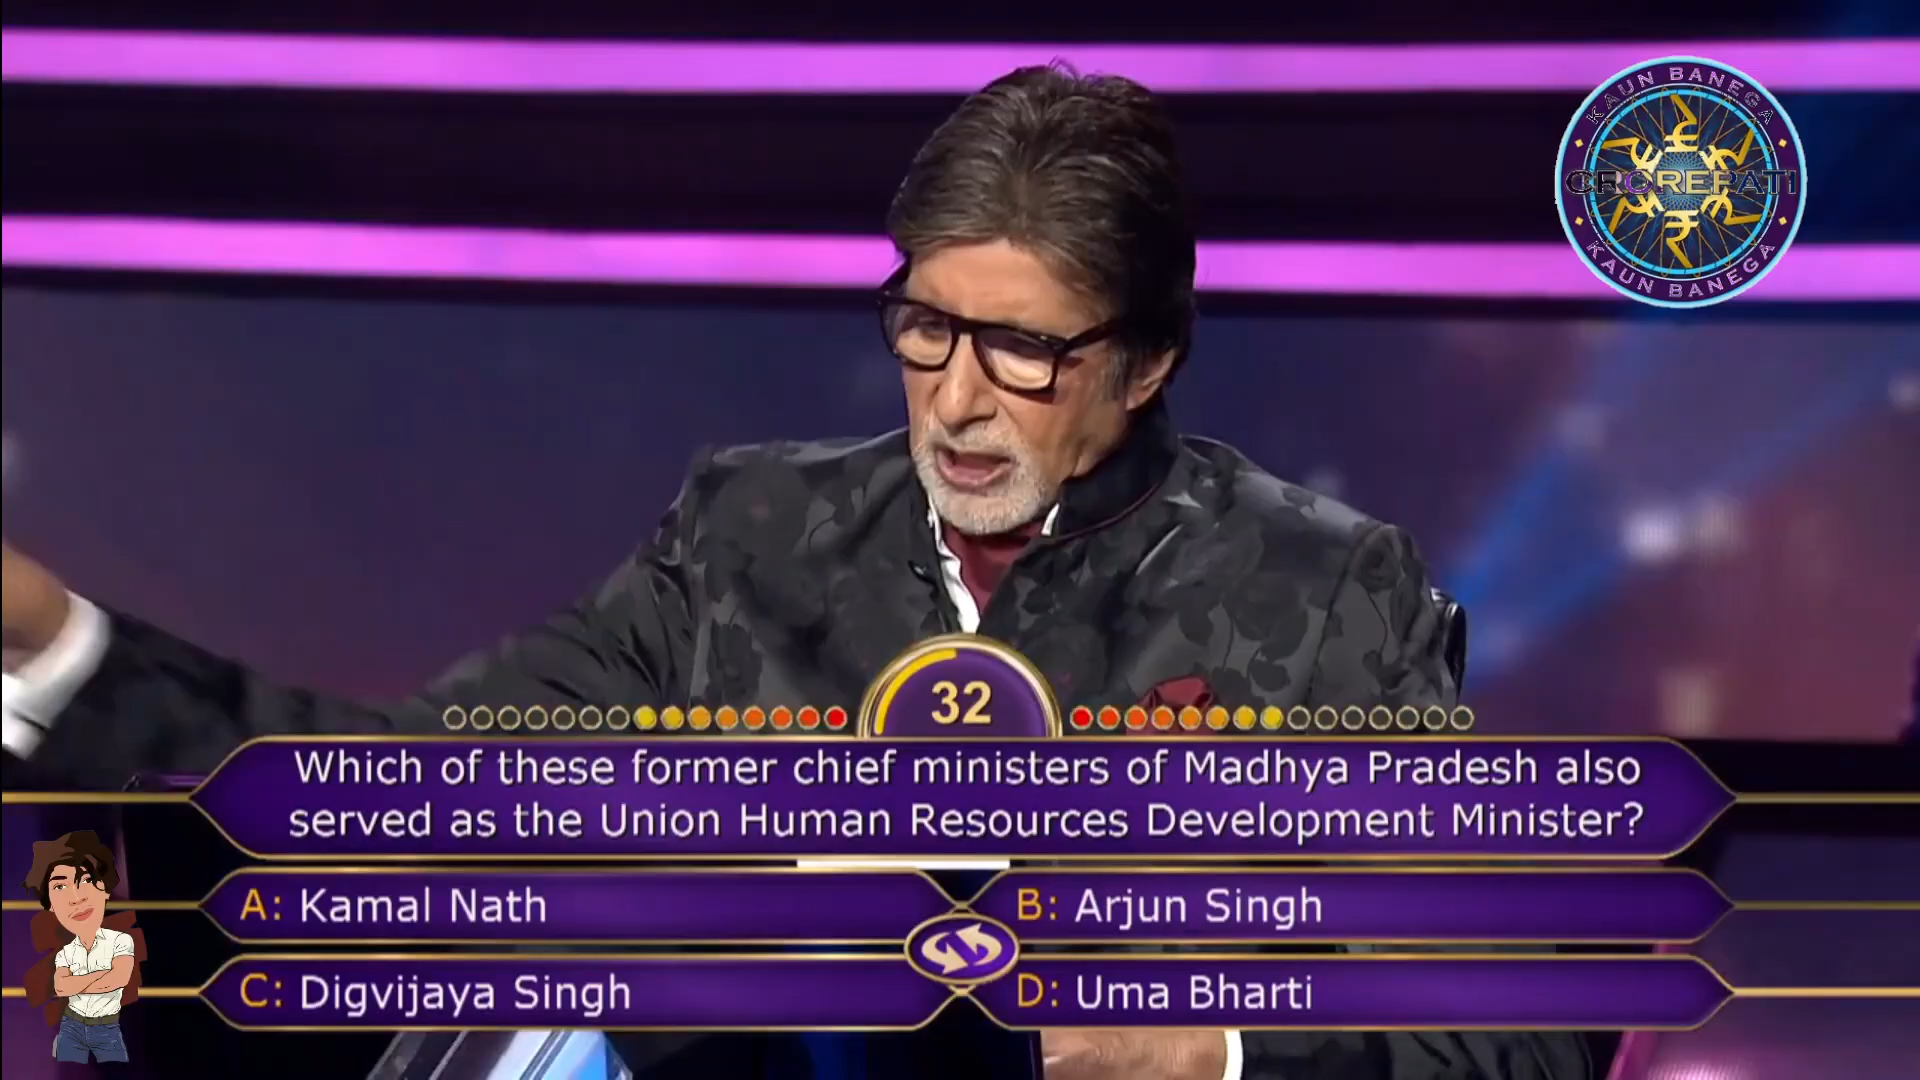 KAUN BANEGA
CROREPATI
KAUN BANEGA
32
Which of these former chief ministers of Madhya Pradesh also
served as the Union Human Resources Development Minister?
A: Kamal Nath
B: Arjun Singh
C: Digvijaya Singh
D: Uma Bharti